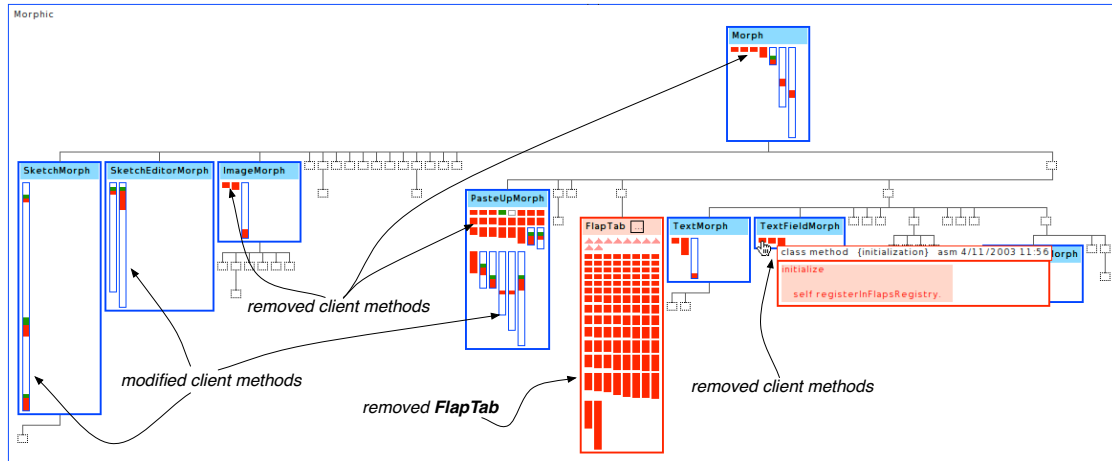 Morphic
Morph
SketchMorph
SketchEditorMorph
ImageMorph
PasteUpMorph
FlapTab ...
TextMorph
TextFieldMorph
class method {initialization} asm 4/11/2003 11:56
orph
initialize
self registerInFlapsRegistry.
removed client methods
modified client methods
removed client methods
removed FlapTab